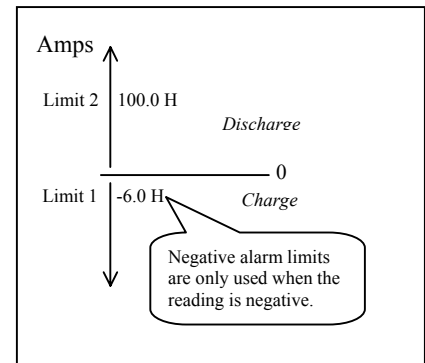 Amps
Limit 2 100.0 H
Discharge
0
Limit 1 -6.0 H
Charge
Negative alarm limits
are only used when the
reading is negative.